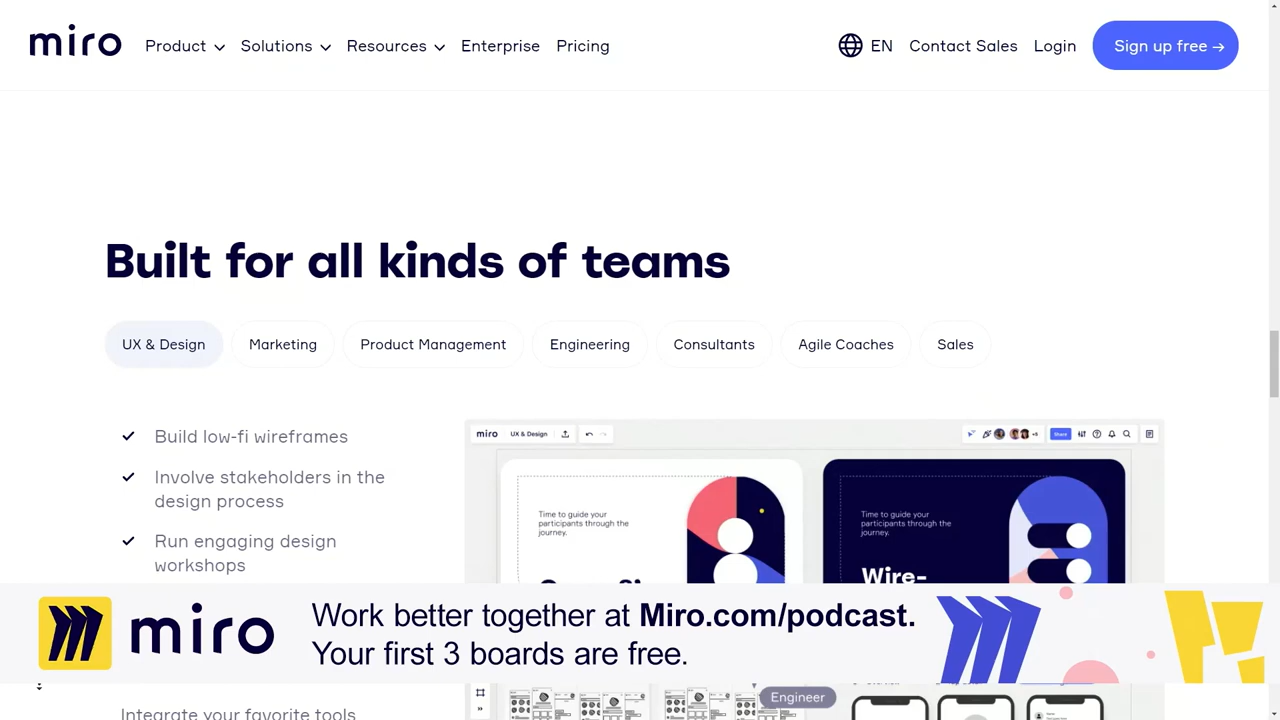 miro Product Solutions Resources Enterprise Pricing EN Contact Sales Login Sign up free →
Built for all kinds of teams
UX & Design Marketing Product Management Engineering Consultants Agile Coaches Sales
Build low-fi wireframes
Involve stakeholders in the
design process
Run engaging design
workshops
miro UX & Design Share
Time to guide your
participants through the
journey.
Time to guide your
participants through the
journey.
Wire-
miro
Work better together at Miro.com/podcast.
Your first 3 boards are free.
Engineer
Integrate your favorite tools